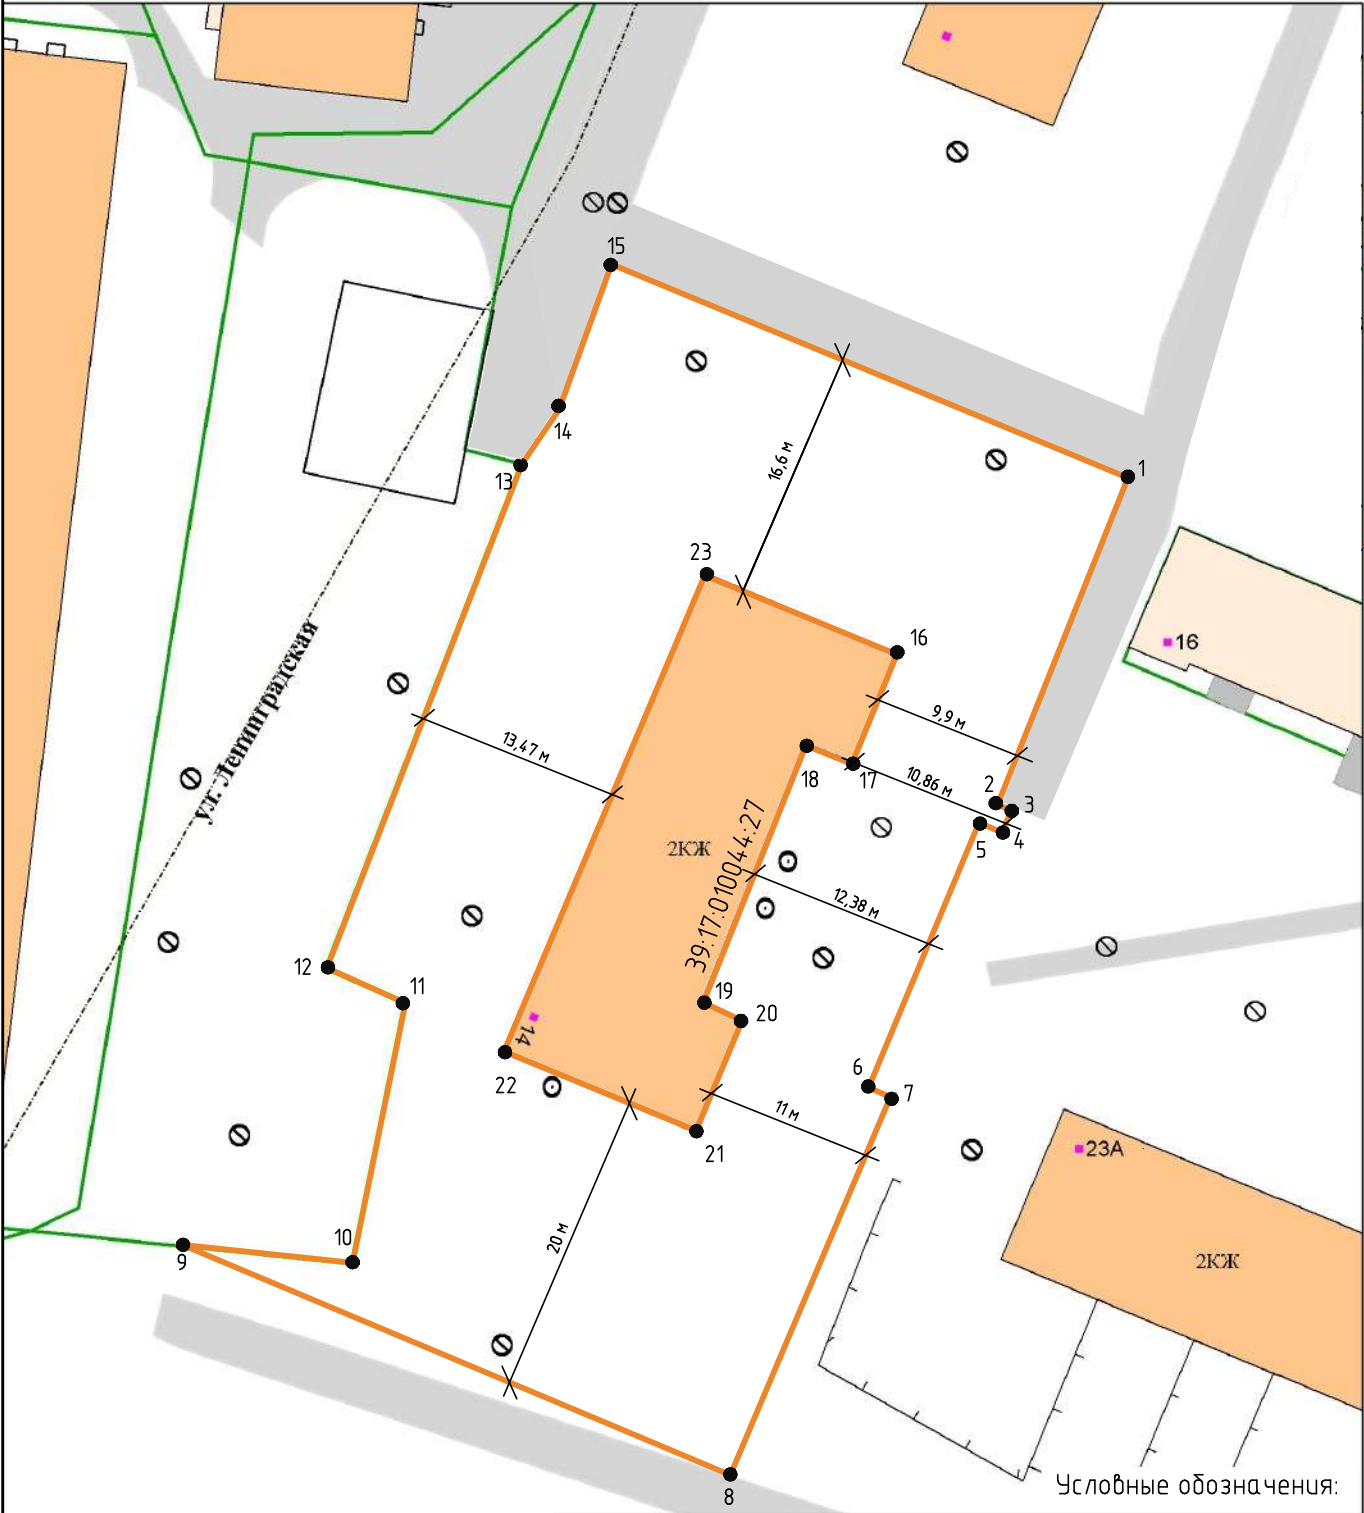 15
14
13
1
16,6 м
23
16
16
9,9 м
ул. Ленинградская
13,47 м
18
17
10,86 м
2
3
4
5
2КЖ
39:17:010044:27
12,38 м
12
11
19
20
14
22
6
7
11 м
21
23А
20 м
10
9
2КЖ
8
Условные обозначения: